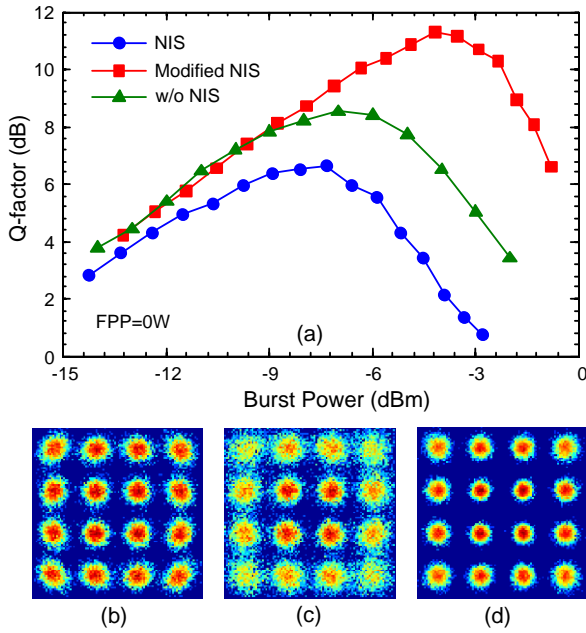 12
10
8
6
4
2
0
Q-factor (dB)
NIS
Modified NIS
w/o NIS
FPP=0W
(a)
-15 -12 -9 -6 -3 0
Burst Power (dBm)
(b) (c) (d)